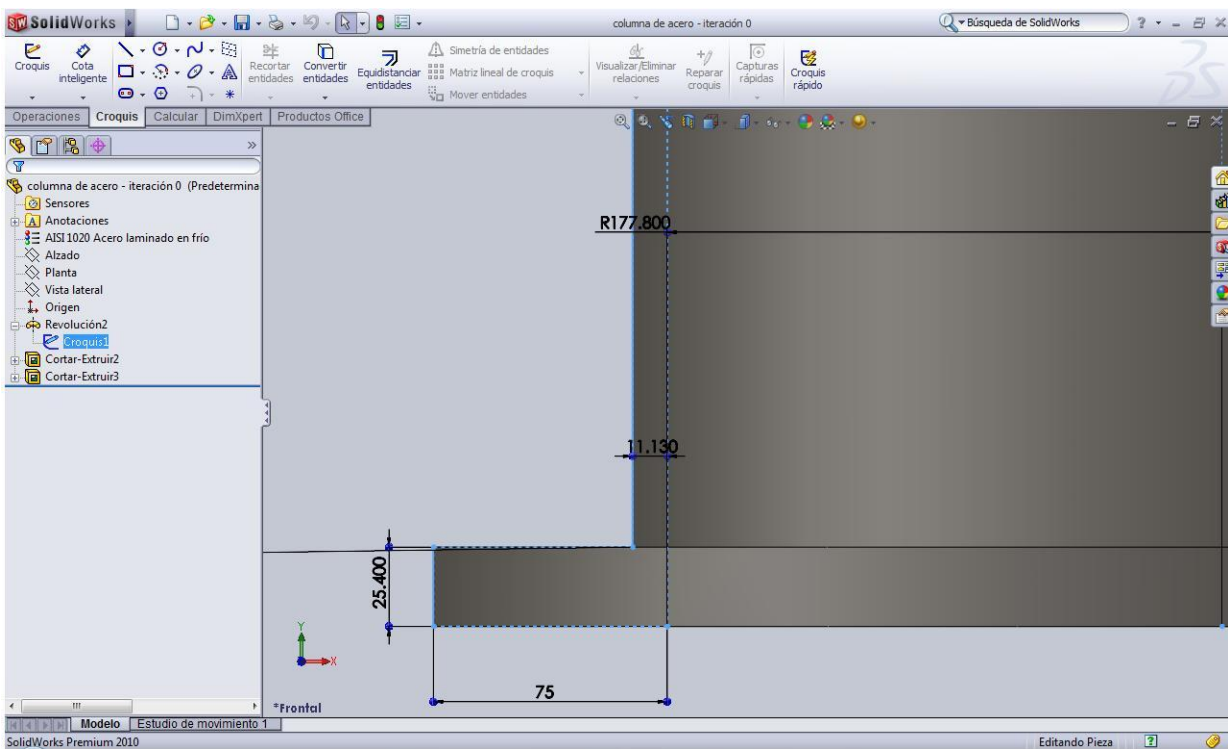 SolidWorks
columna de acero - iteración 0
Búsqueda de SolidWorks
Croquis
Cota inteligente
Recortar entidades
Convertir entidades
Equidistanciar entidades
Simetría de entidades
Matriz lineal de croquis
Mover entidades
Visualizar/Eliminar relaciones
Reparar croquis
Capturas rápidas
Croquis rápido
Operaciones
Croquis
Calcular
DimXpert
Productos Office
columna de acero - iteración 0 (Predetermina
Sensores
Anotaciones
AISI 1020 Acero laminado en frío
Alzado
Planta
Vista lateral
Origen
Revolución2
Croquis1
Cortar-Extruir2
Cortar-Extruir3
R177.800
11.130
25.400
75
Y
X
*Frontal
Modelo
Estudio de movimiento 1
SolidWorks Premium 2010
Editando Pieza